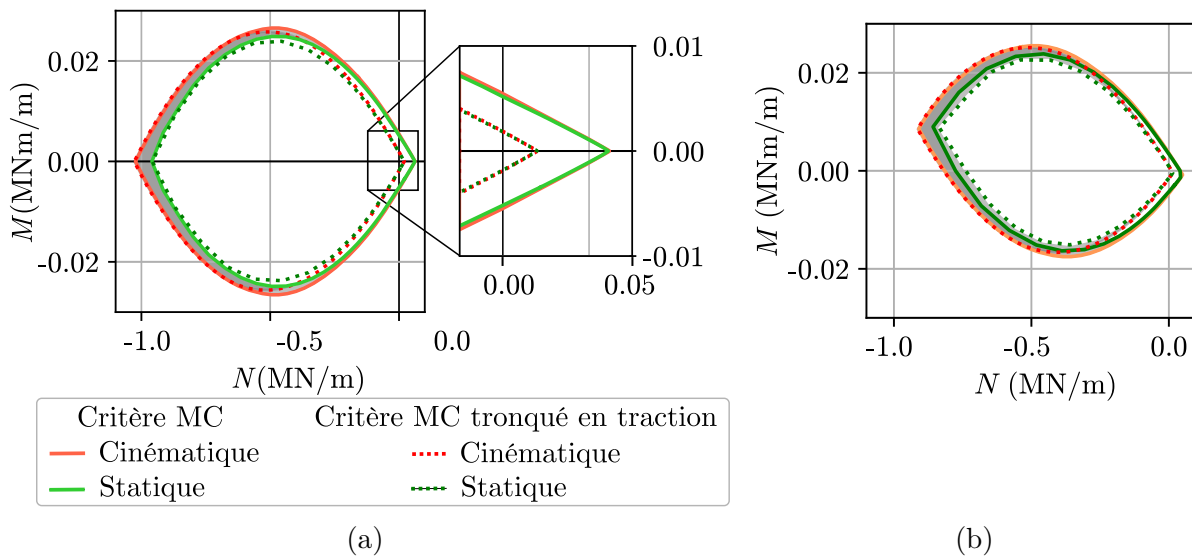 0.02
0.00
-0.02
M(MNm/m)
-1.0
-0.5
0.0
N(MN/m)
0.01
0.00
-0.01
0.00
0.05
0.02
0.00
-0.02
M (MNm/m)
-1.0
-0.5
0.0
N (MN/m)
Critère MC
Critère MC tronqué en traction
Cinématique
Cinématique
Statique
Statique
(a)
(b)